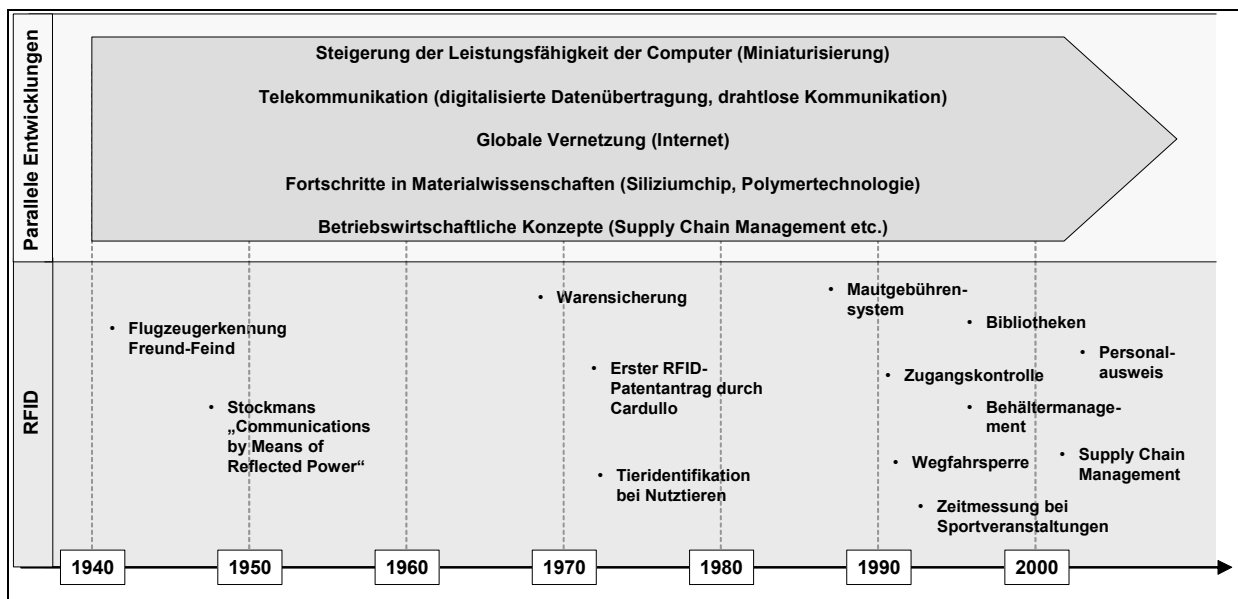 Parallele Entwicklungen
Steigerung der Leistungsfähigkeit der Computer (Miniaturisierung)
Telekommunikation (digitalisierte Datenübertragung, drahtlose Kommunikation)
Globale Vernetzung (Internet)
Fortschritte in Materialwissenschaften (Siliziumchip, Polymertechnologie)
Betriebswirtschaftliche Konzepte (Supply Chain Management etc.)
RFID
• Flugzeugerkennung
Freund-Feind
• Stockmans
„Communications
by Means of
Reflected Power“
• Warensicherung
• Erster RFID-
Patentantrag durch
Cardullo
• Tieridentifikation
bei Nutztieren
• Mautgebühren-
system
• Bibliotheken
• Personal-
ausweis
• Zugangskontrolle
• Behältermanage-
ment
• Wegfahrsperre
• Supply Chain
Management
• Zeitmessung bei
Sportveranstaltungen
1940 1950 1960 1970 1980 1990 2000